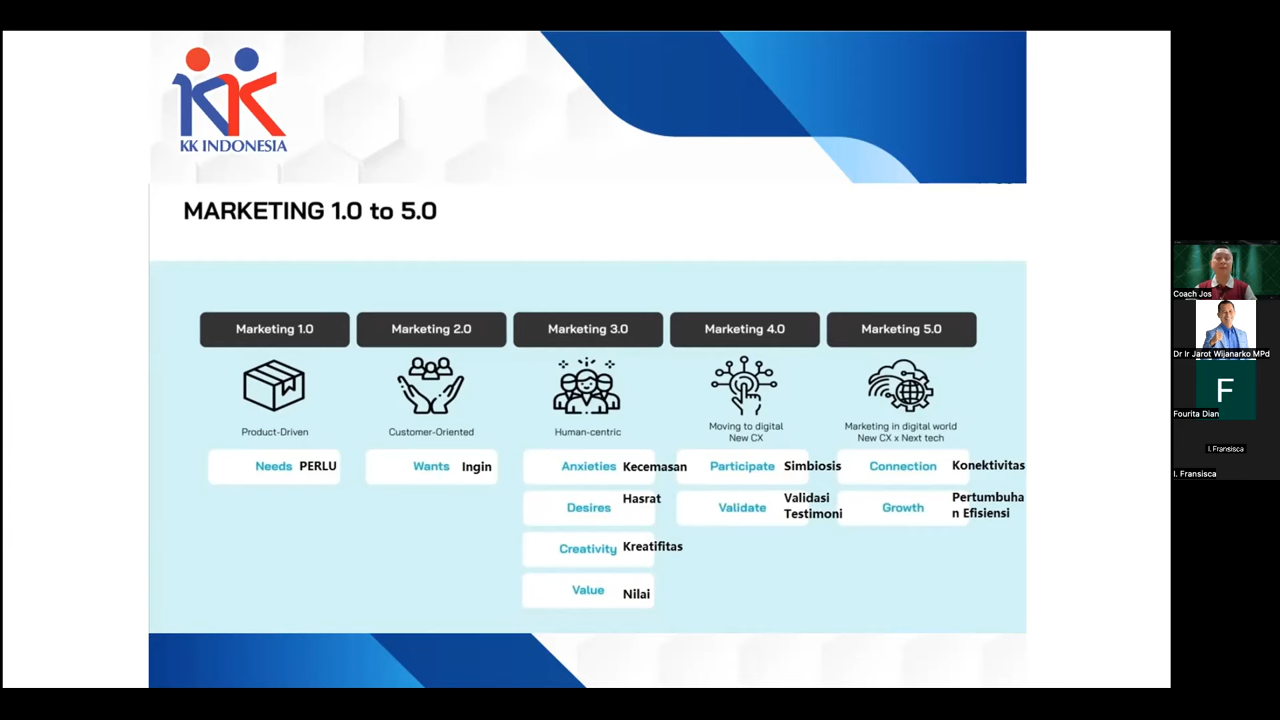 KK INDONESIA
MARKETING 1.0 to 5.0
Marketing 1.0
Marketing 2.0
Marketing 3.0
Marketing 4.0
Marketing 5.0
Product-Driven
Customer-Oriented
Human-centric
Moving to digital
New CX
Marketing in digital world
New CX x Next tech
Needs PERLU
Wants Ingin
Anxieties Kecemasan
Participate Simbiosis
Connection Konektivitas
Desires Hasrat
Validate Validasi
Testimoni
Growth Pertumbuha
n Efisiensi
Creativity Kreatifitas
Value Nilai
Coach Jos
Dr Ir Jarot Wijanarko MPd
F
Fourita Dian
I. Fransisca
I. Fransisca